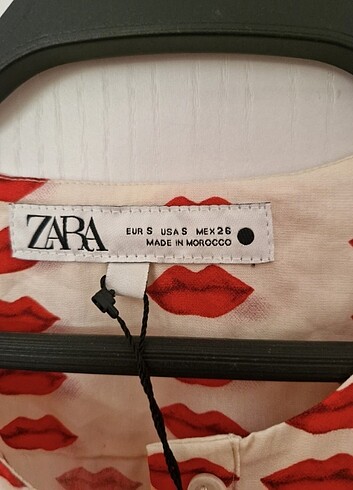 ZARA
EUR S USA S MEX 26
MADE IN MOROCCO